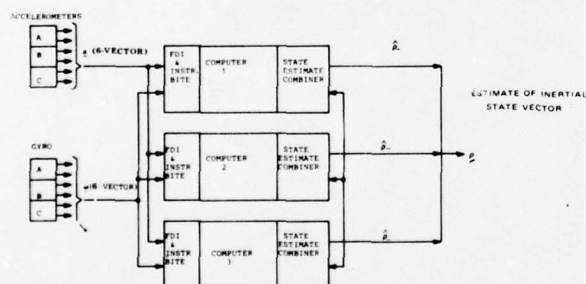 ACCELEROMETERS
A
B
C
a (6-VECTOR)
FDI & INSTR. BITE
COMPUTER 1
STATE ESTIMATE COMBINER
p̂
ESTIMATE OF INERTIAL STATE VECTOR
GYRO
A
B
C
ω(6-VECTOR)
FDI & INSTR BITE
COMPUTER 2
STATE ESTIMATE COMBINER
p̂
p
FDI & INSTR BITE
COMPUTER 3
STATE ESTIMATE COMBINER
p̂